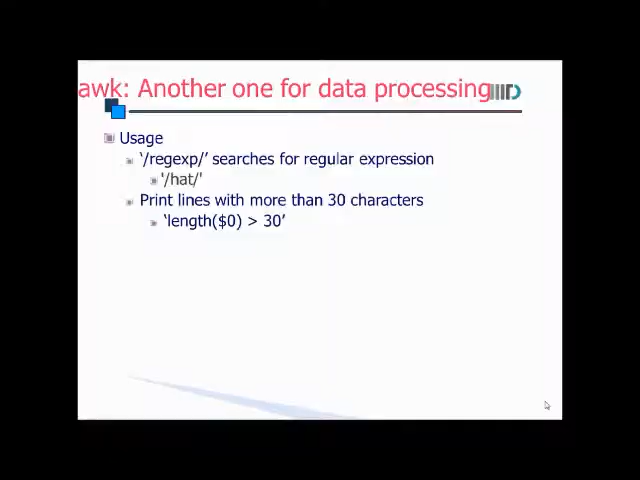 awk: Another one for data processing
Usage
‘/regexp/’ searches for regular expression
'/hat/'
Print lines with more than 30 characters
‘length($0) > 30’